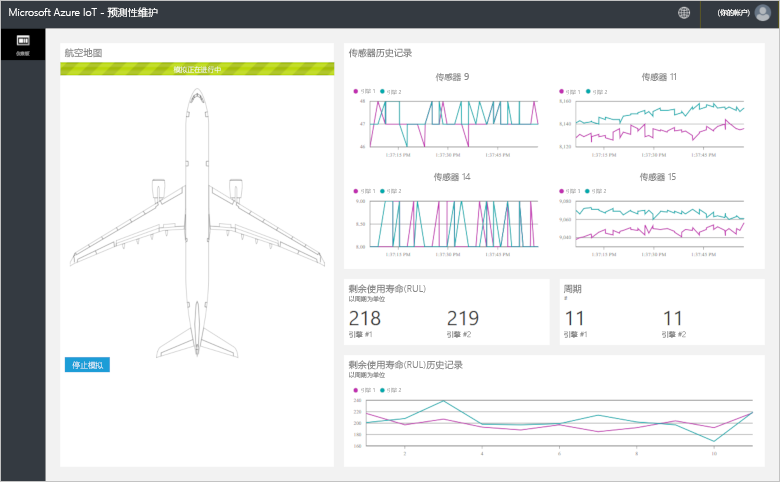 Microsoft Azure IoT - 预测性维护
(你的帐户)
仪表板
航空地图
模拟正在进行中
停止模拟
传感器历史记录
传感器 9
引擎 1 引擎 2
48
47
46
1:37:15 PM 1:37:30 PM 1:37:45 PM
传感器 11
引擎 1 引擎 2
8,160
8,140
8,120
1:37:15 PM 1:37:30 PM 1:37:45 PM
传感器 14
引擎 1 引擎 2
9.00
8.50
8.00
1:37:15 PM 1:37:30 PM 1:37:45 PM
传感器 15
引擎 1 引擎 2
9,080
9,060
9,040
1:37:15 PM 1:37:30 PM 1:37:45 PM
剩余使用寿命(RUL)
以周期为单位
218 219
引擎 #1 引擎 #2
周期
#
11 11
引擎 #1 引擎 #2
剩余使用寿命(RUL)历史记录
以周期为单位
引擎 1 引擎 2
240
220
200
180
160
2 4 6 8 10